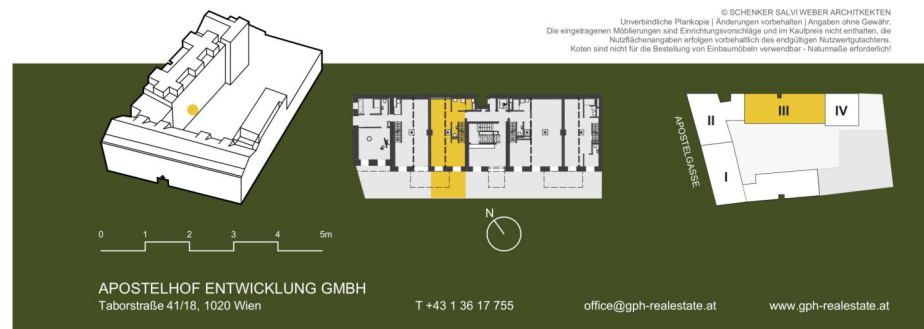 © SCHENKER SALVI WEBER ARCHITKEKTEN
Unverbindliche Plankopie | Änderungen vorbehalten | Angaben ohne Gewähr.
Die eingetragenen Möblierungen sind Einrichtungsvorschläge und im Kaufpreis nicht enthalten, die
Nutzflächenangaben erfolgen vorbehaltlich des endgültigen Nutzwertgutachtens.
Koten sind nicht für die Bestellung von Einbaumöbeln verwendbar - Naturmaße erforderlich!
II
III
IV
I
APOSTELGASSE
N
0 1 2 3 4 5m
APOSTELHOF ENTWICKLUNG GMBH
Taborstraße 41/18, 1020 Wien T +43 1 36 17 755 office@gph-realestate.at www.gph-realestate.at